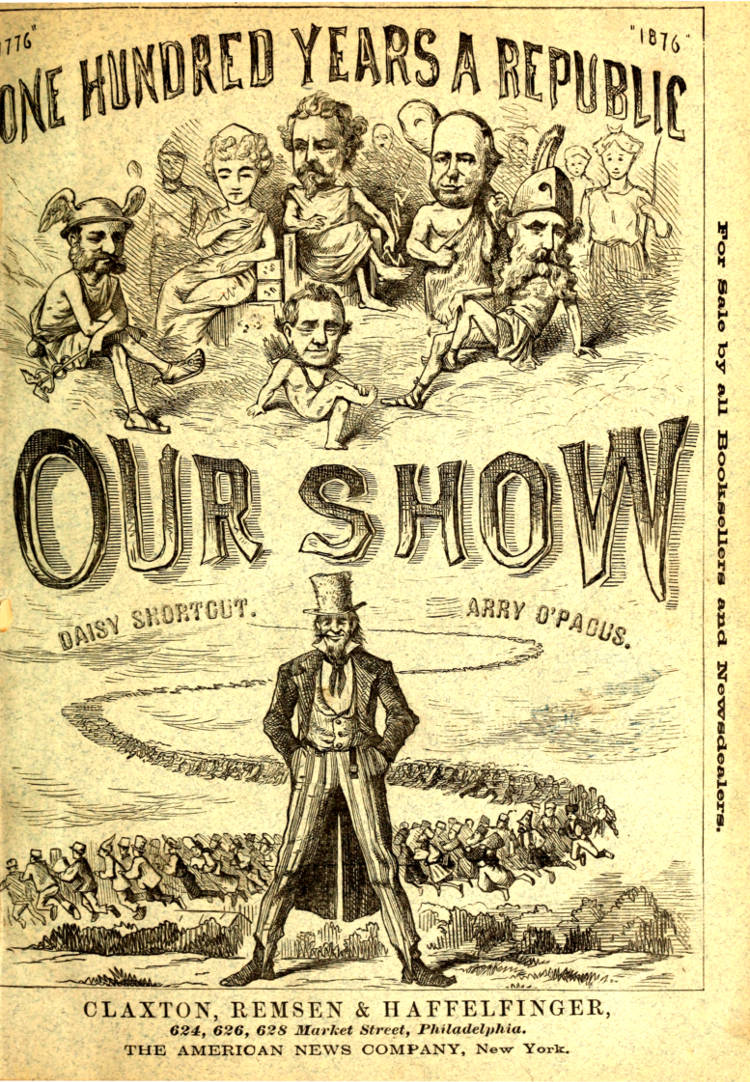 1776"
"1876"
ONE HUNDRED YEARS A REPUBLIC
OUR SHOW
DAISY SHORTCUT.
ARRY O'PAGUS.
For Sale by all Booksellers and Newsdealers.
CLAXTON, REMSEN & HAFFELFINGER,
624, 626, 628 Market Street, Philadelphia.
THE AMERICAN NEWS COMPANY, New York.